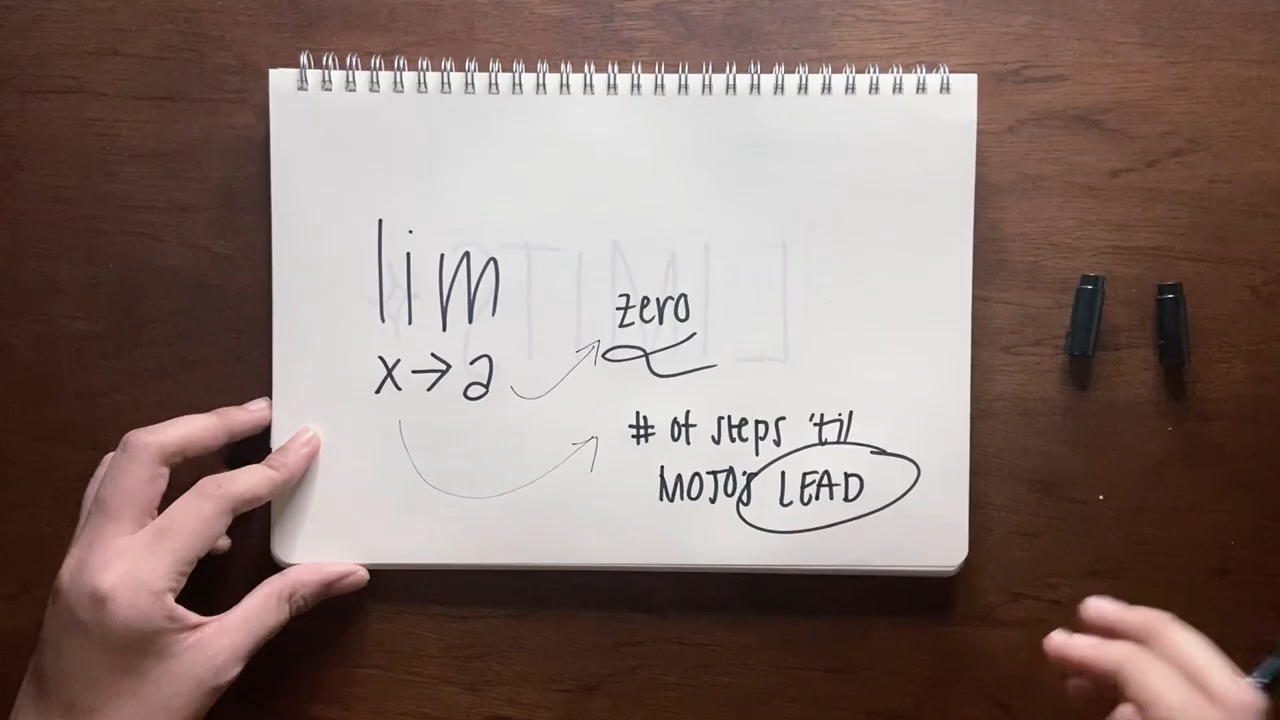 lim
x→a
zero
# of steps 'til
MOJO's LEAD